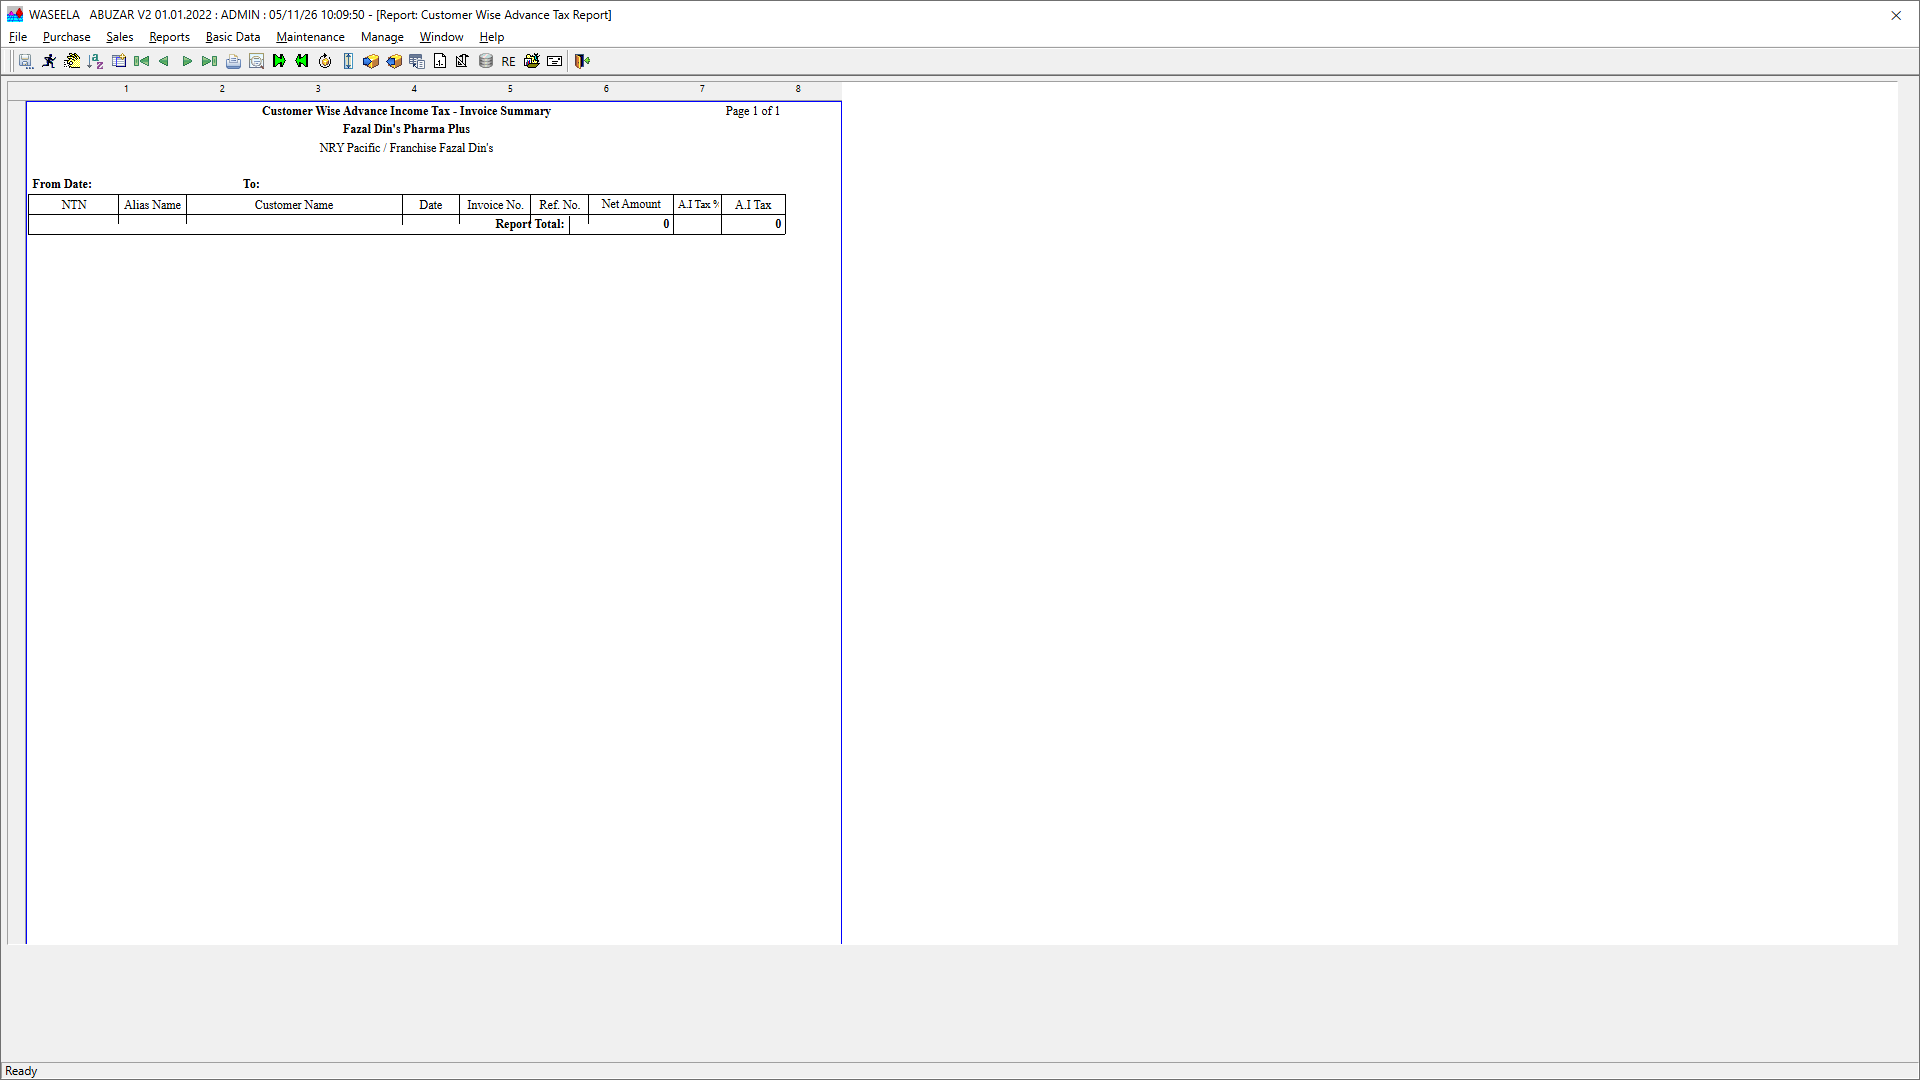 WASEELA ABUZAR V2 01.01.2022 : ADMIN : 05/11/26 10:09:50 - [Report: Customer Wise Advance Tax Report]
File Purchase Sales Reports Basic Data Maintenance Manage Window Help
RE
1 2 3 4 5 6 7 8
Customer Wise Advance Income Tax - Invoice Summary Page 1 of 1
Fazal Din's Pharma Plus
NRY Pacific / Franchise Fazal Din's
From Date: To:
NTN Alias Name Customer Name Date Invoice No. Ref. No. Net Amount A.I Tax % A.I Tax
Report Total: 0 0
Ready